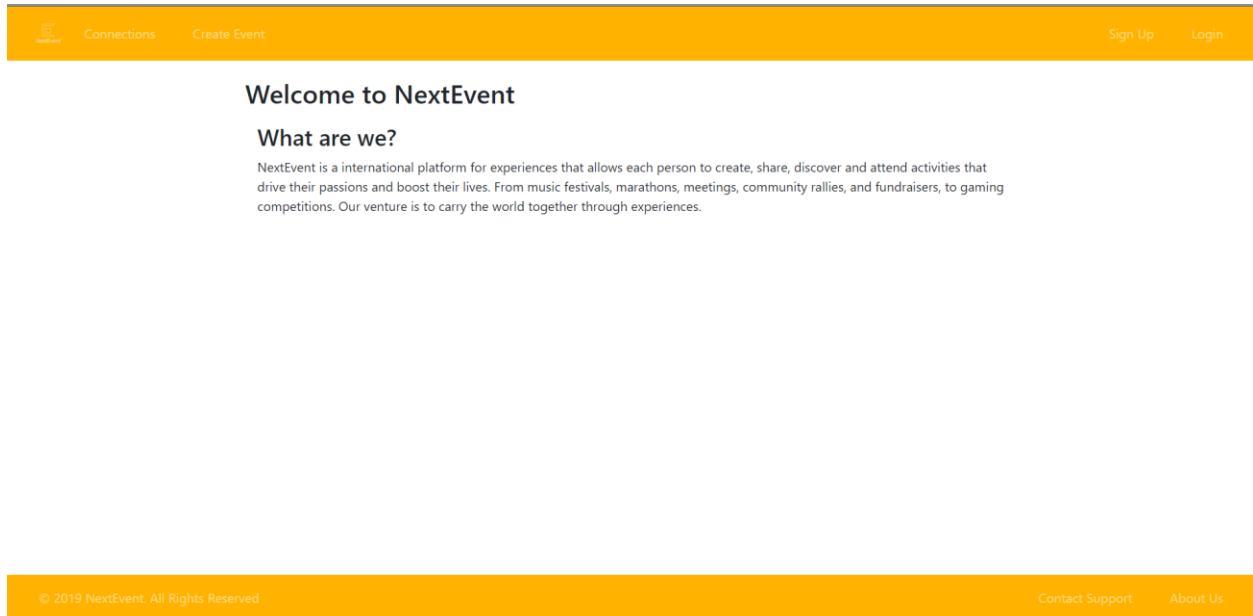 NextEvent
Connections
Create Event
Sign Up
Login
Welcome to NextEvent
What are we?
NextEvent is a international platform for experiences that allows each person to create, share, discover and attend activities that
drive their passions and boost their lives. From music festivals, marathons, meetings, community rallies, and fundraisers, to gaming
competitions. Our venture is to carry the world together through experiences.
© 2019 NextEvent. All Rights Reserved
Contact Support
About Us